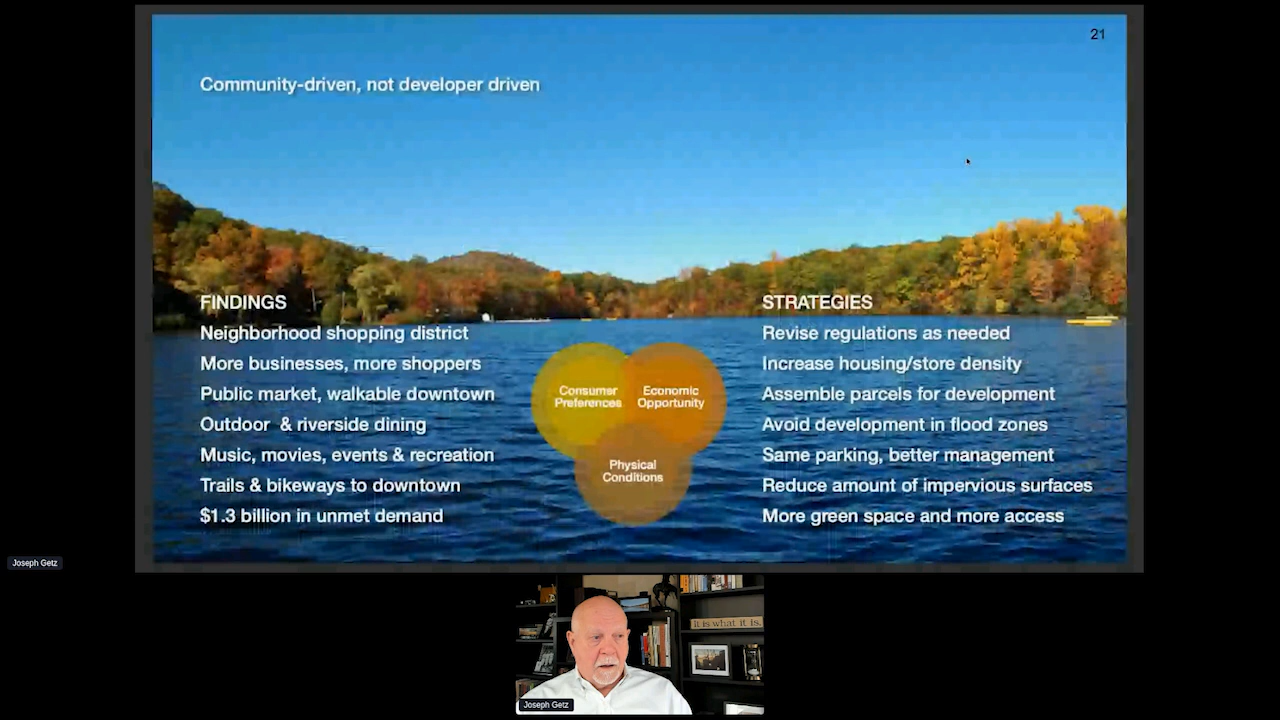 21
Community-driven, not developer driven
FINDINGS
Neighborhood shopping district
More businesses, more shoppers
Public market, walkable downtown
Outdoor & riverside dining
Music, movies, events & recreation
Trails & bikeways to downtown
$1.3 billion in unmet demand
Consumer
Preferences
Economic
Opportunity
Physical
Conditions
STRATEGIES
Revise regulations as needed
Increase housing/store density
Assemble parcels for development
Avoid development in flood zones
Same parking, better management
Reduce amount of impervious surfaces
More green space and more access
Joseph Getz
it is what it is.
Joseph Getz